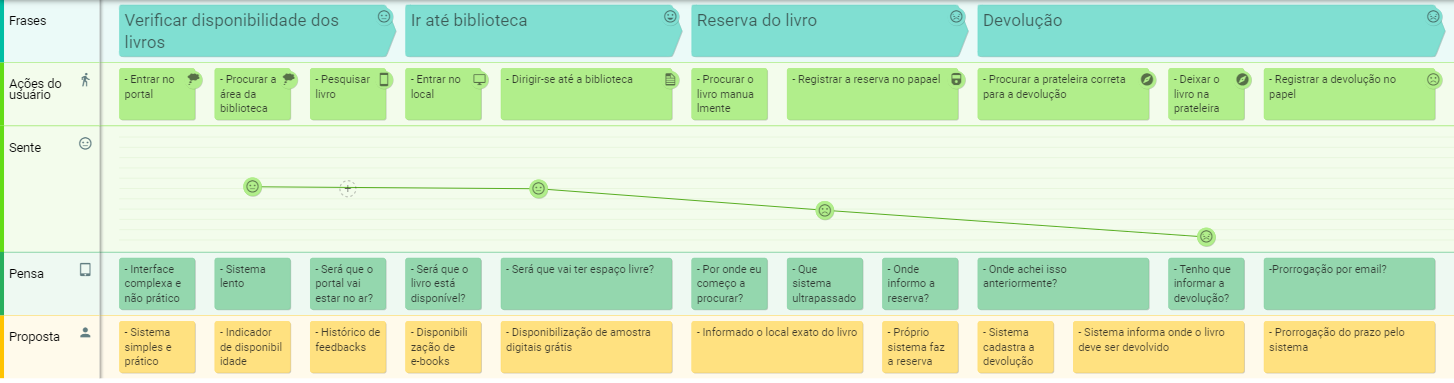 Frases
Verificar disponibilidade dos
livros
Ir até biblioteca
Reserva do livro
Devolução
Ações do
usuário
- Entrar no
portal
- Procurar a
área da
biblioteca
- Pesquisar
livro
- Entrar no
local
- Dirigir-se até a biblioteca
- Procurar o
livro manua
lmente
- Registrar a reserva no papael
- Procurar a prateleira correta
para a devolução
- Deixar o
livro na
prateleira
- Registrar a devolução no
papel
Sente
Pensa
- Interface
complexa e
não prático
- Sistema
lento
- Será que o
portal vai
estar no ar?
- Será que o
livro está
disponível?
- Será que vai ter espaço livre?
- Por onde eu
começo a
procurar?
- Que
sistema
ultrapassado
- Onde
informo a
reserva?
- Onde achei isso
anteriormente?
- Tenho que
informar a
devolução?
-Prorrogação por email?
Proposta
- Sistema
simples e
prático
- Indicador
de disponibil
idade
- Histórico de
feedbacks
- Disponibili
zação de
e-books
- Disponibilização de amostra
digitais grátis
- Informado o local exato do livro
- Próprio
sistema faz
a reserva
- Sistema
cadastra a
devolução
- Sistema informa onde o livro
deve ser devolvido
- Prorrogação do prazo pelo
sistema